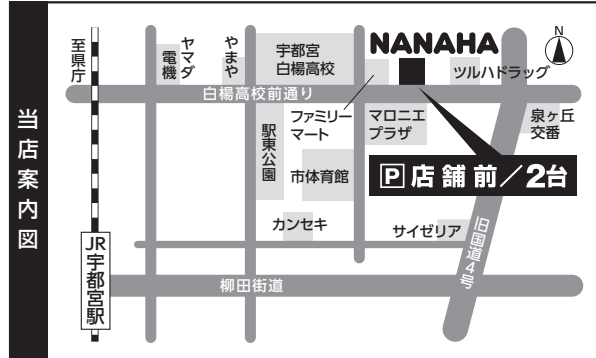 当店案内図
至県庁
ヤマダ
電機
やまや
宇都宮
白楊高校
NANAHA
N
ツルハドラッグ
白楊高校前通り
駅東公園
ファミリー
マート
マロニエ
プラザ
泉ヶ丘
交番
P店舗前／2台
市体育館
カンセキ
サイゼリア
旧国道4号
JR宇都宮駅
柳田街道